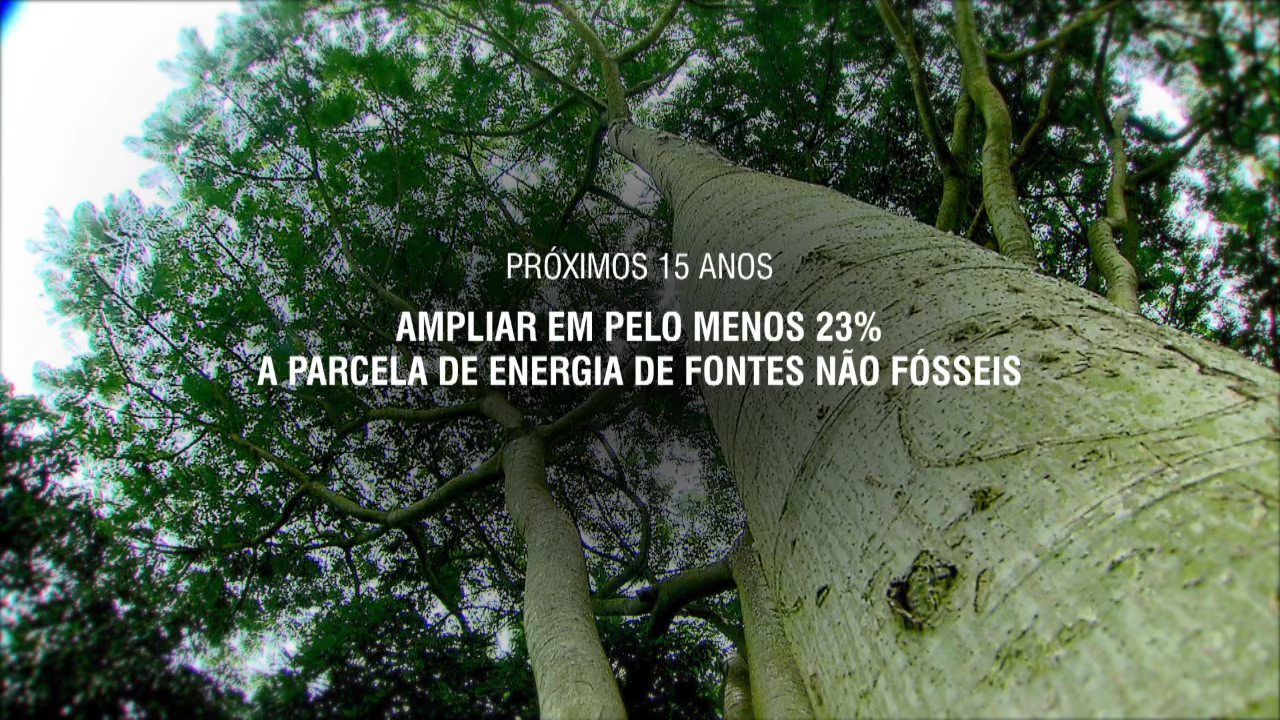 PRÓXIMOS 15 ANOS
AMPLIAR EM PELO MENOS 23%
A PARCELA DE ENERGIA DE FONTES NÃO FÓSSEIS